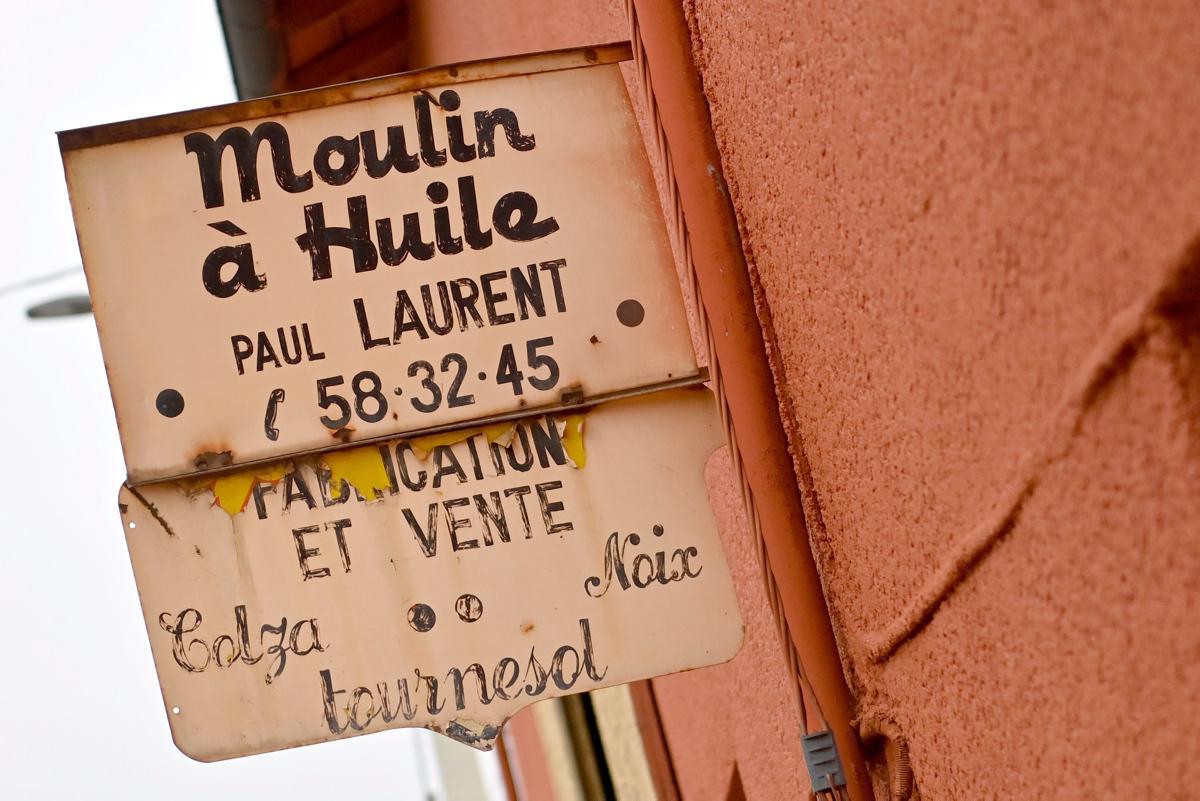 Moulin
à Huile
PAUL LAURENT
58·32·45
FABRICATION
ET VENTE
Noix
Colza
tournesol